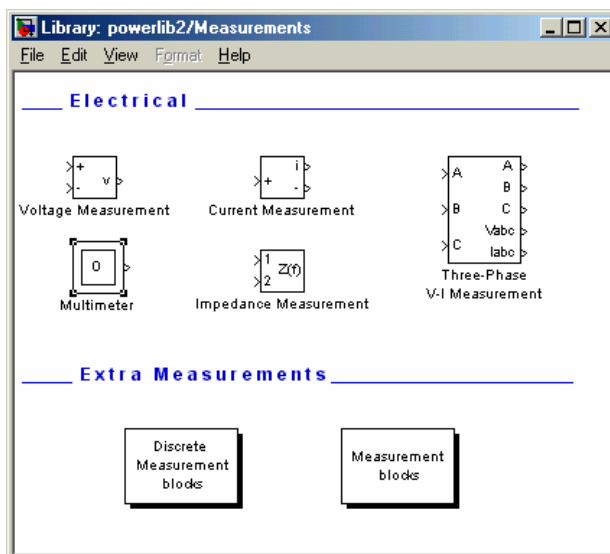 Library: powerlib2/Measurements
File Edit View Format Help
Electrical
+
-
v
Voltage Measurement
+
i
-
Current Measurement
A
B
C
A
B
C
Vabc
Iabc
Three-Phase
V-I Measurement
0
Multimeter
1
2
Z(f)
Impedance Measurement
Extra Measurements
Discrete
Measurement
blocks
Measurement
blocks